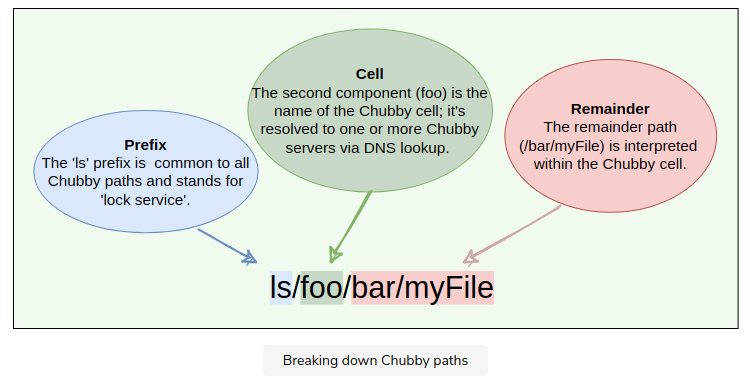 Prefix
The 'ls' prefix is common to all
Chubby paths and stands for
'lock service'.
Cell
The second component (foo) is the
name of the Chubby cell; it's
resolved to one or more Chubby
servers via DNS lookup.
Remainder
The remainder path
(/bar/myFile) is interpreted
within the Chubby cell.
ls/foo/bar/myFile
Breaking down Chubby paths